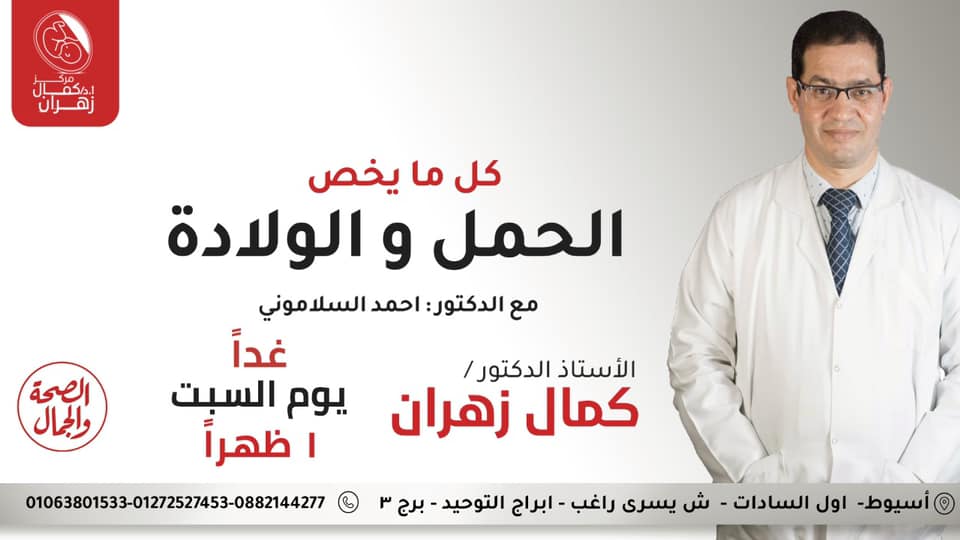 مركز
ا.د/كمال
زهران
كل ما يخص
الحمل و الولادة
مع الدكتور: احمد السلاموني
الأستاذ الدكتور /
كمال زهران
غداً
يوم السبت
١ ظهراً
الصحة
والجمال
أسيوط- اول السادات - ش يسرى راغب - ابراج التوحيد - برج ٣
01063801533-01272527453-0882144277